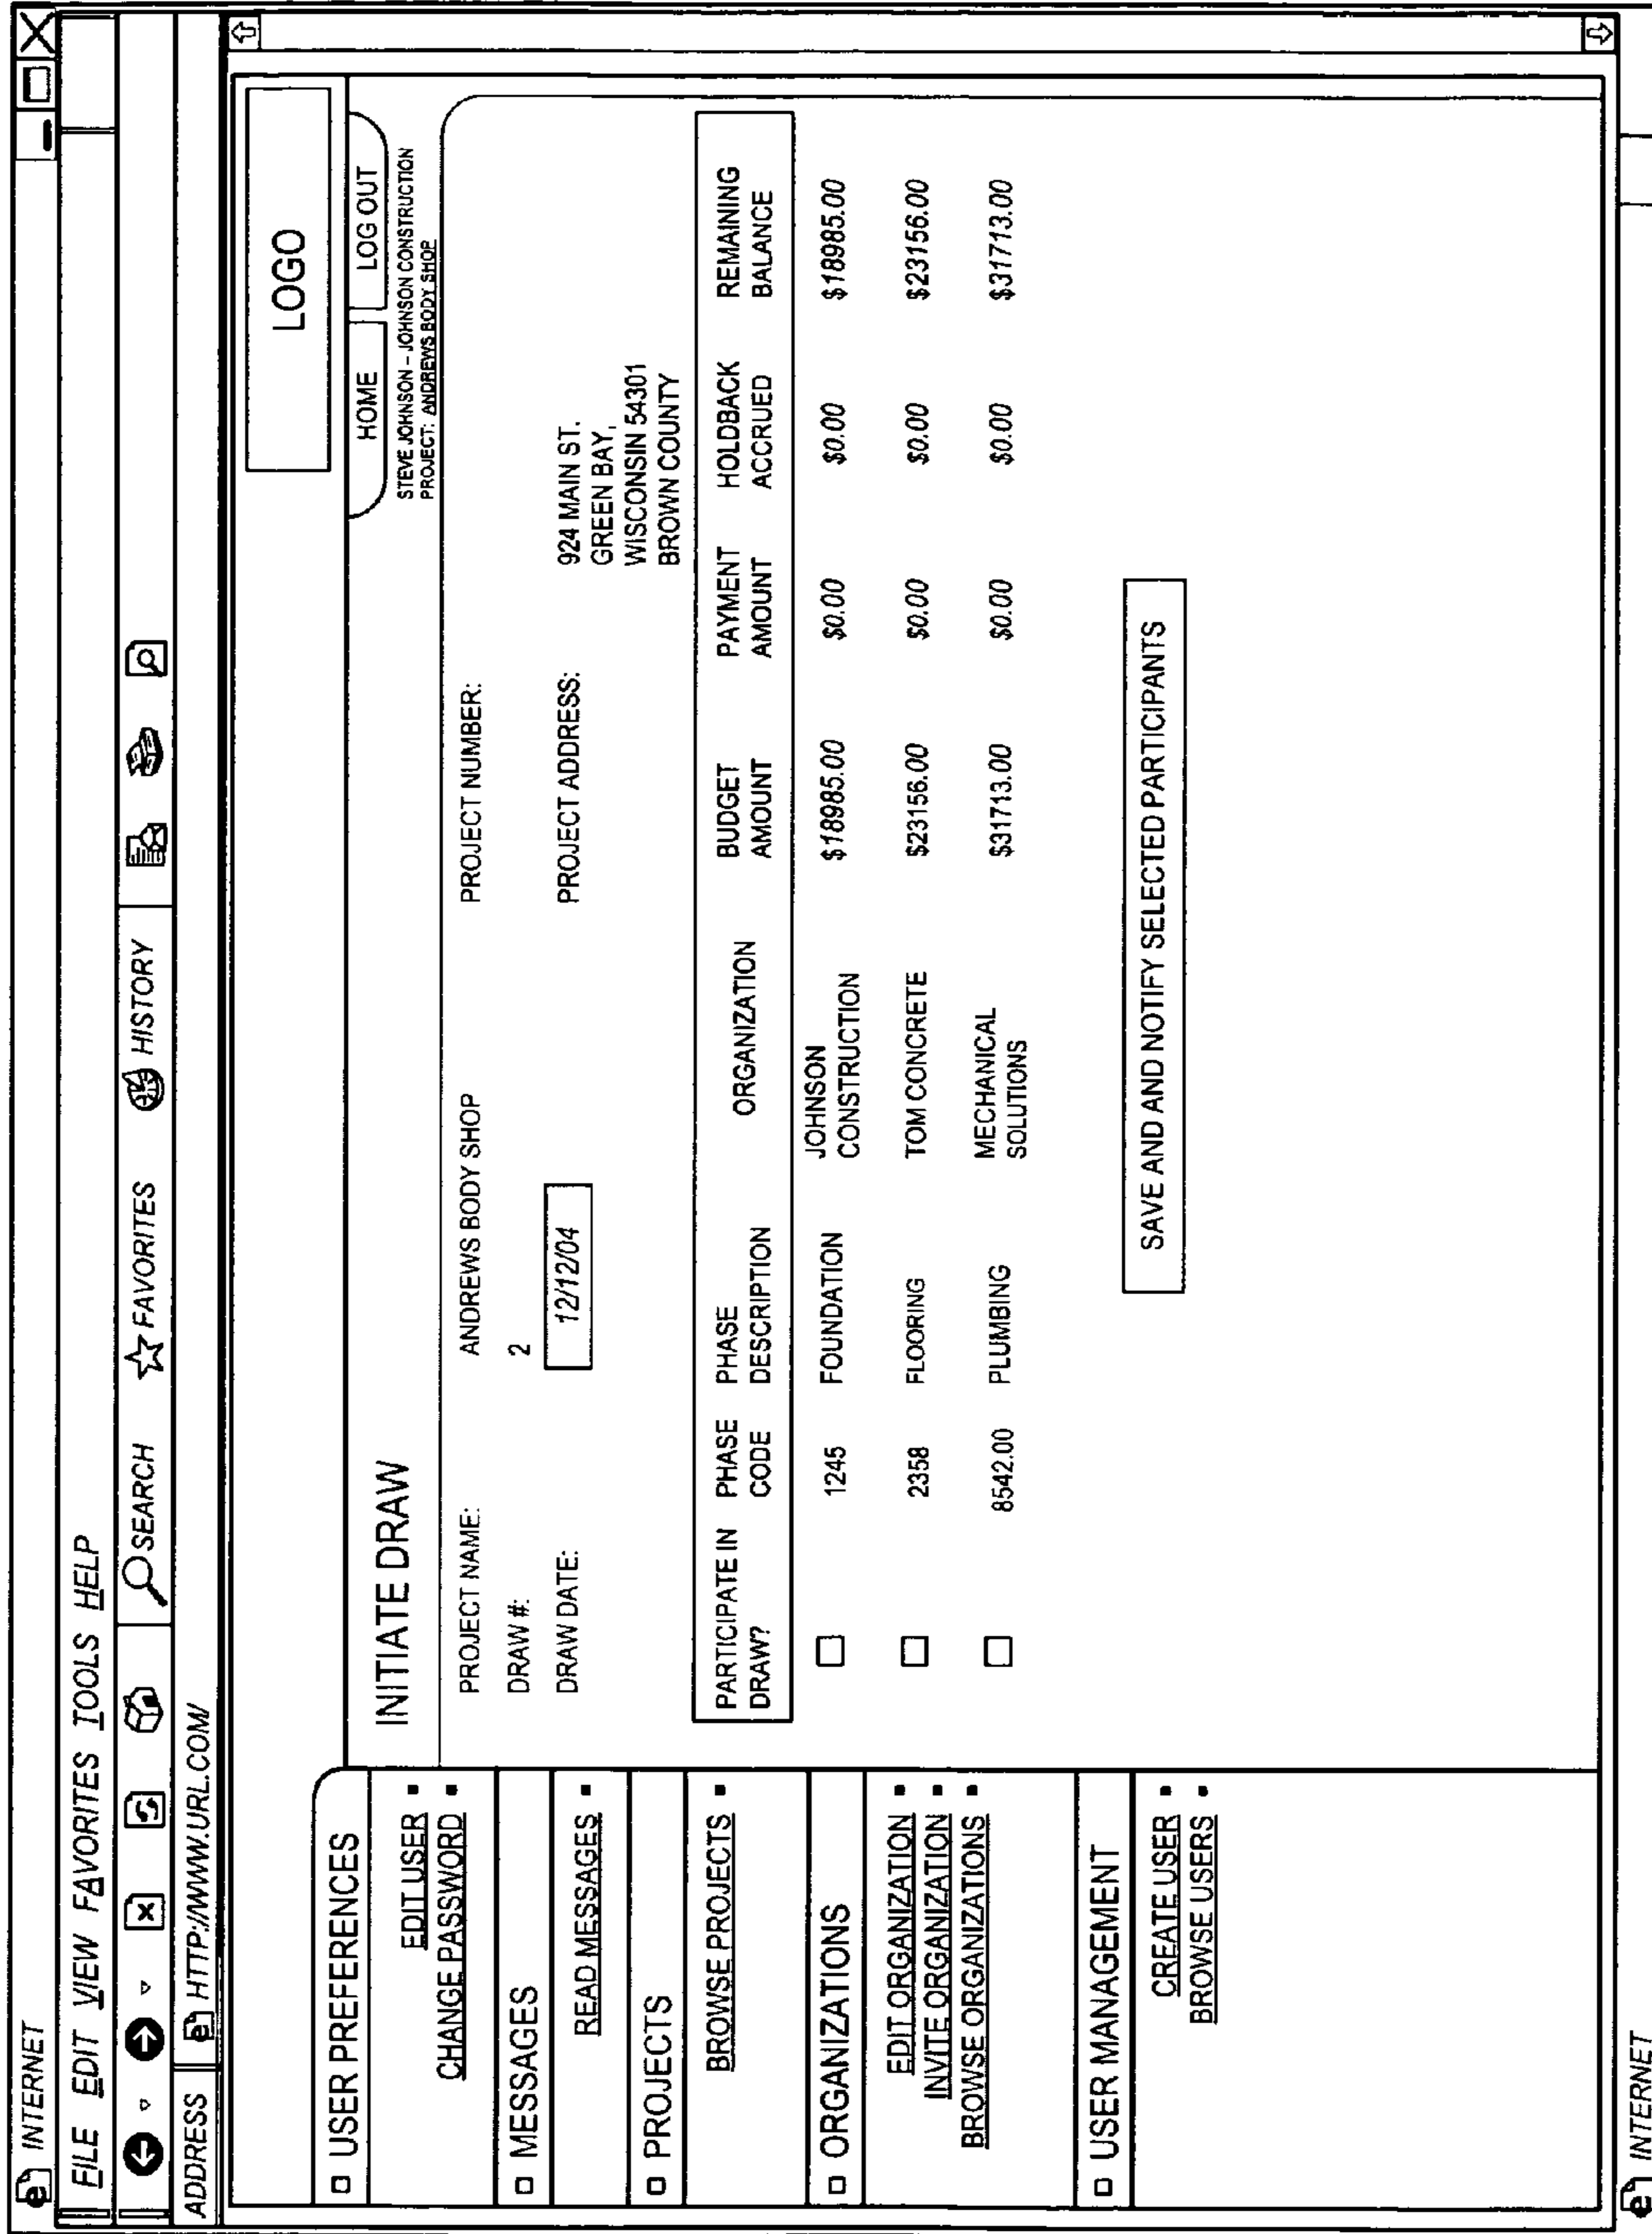 INTERNET
FILE EDIT VIEW FAVORITES TOOLS HELP
SEARCH FAVORITES HISTORY
ADDRESS HTTP://WWW.URL.COM/
LOGO
HOME LOG OUT
STEVE JOHNSON – JOHNSON CONSTRUCTION
PROJECT: ANDREWS BODY SHOP
USER PREFERENCES
EDIT USER
CHANGE PASSWORD
MESSAGES
READ MESSAGES
PROJECTS
BROWSE PROJECTS
ORGANIZATIONS
EDIT ORGANIZATION
INVITE ORGANIZATION
BROWSE ORGANIZATIONS
USER MANAGEMENT
CREATE USER
BROWSE USERS
INITIATE DRAW
PROJECT NAME: ANDREWS BODY SHOP PROJECT NUMBER:
DRAW #: 2
DRAW DATE: 12/12/04 PROJECT ADDRESS: 924 MAIN ST.
GREEN BAY,
WISCONSIN 54301
BROWN COUNTY
PARTICIPATE IN PHASE PHASE ORGANIZATION BUDGET PAYMENT HOLDBACK REMAINING
DRAW? CODE DESCRIPTION AMOUNT AMOUNT ACCRUED BALANCE
JOHNSON
1245 FOUNDATION CONSTRUCTION $18985.00 $0.00 $0.00 $18985.00
2358 FLOORING TOM CONCRETE $23156.00 $0.00 $0.00 $23156.00
8542.00 PLUMBING MECHANICAL $31713.00 $0.00 $0.00 $31713.00
SOLUTIONS
SAVE AND AND NOTIFY SELECTED PARTICIPANTS
INTERNET